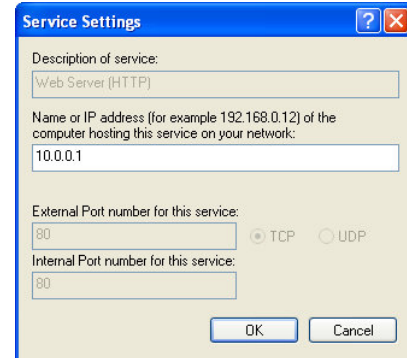 Service Settings
Description of service:
Web Server (HTTP)
Name or IP address (for example 192.168.0.12) of the
computer hosting this service on your network:
10.0.0.1
External Port number for this service:
80
TCP
UDP
Internal Port number for this service:
80
OK
Cancel